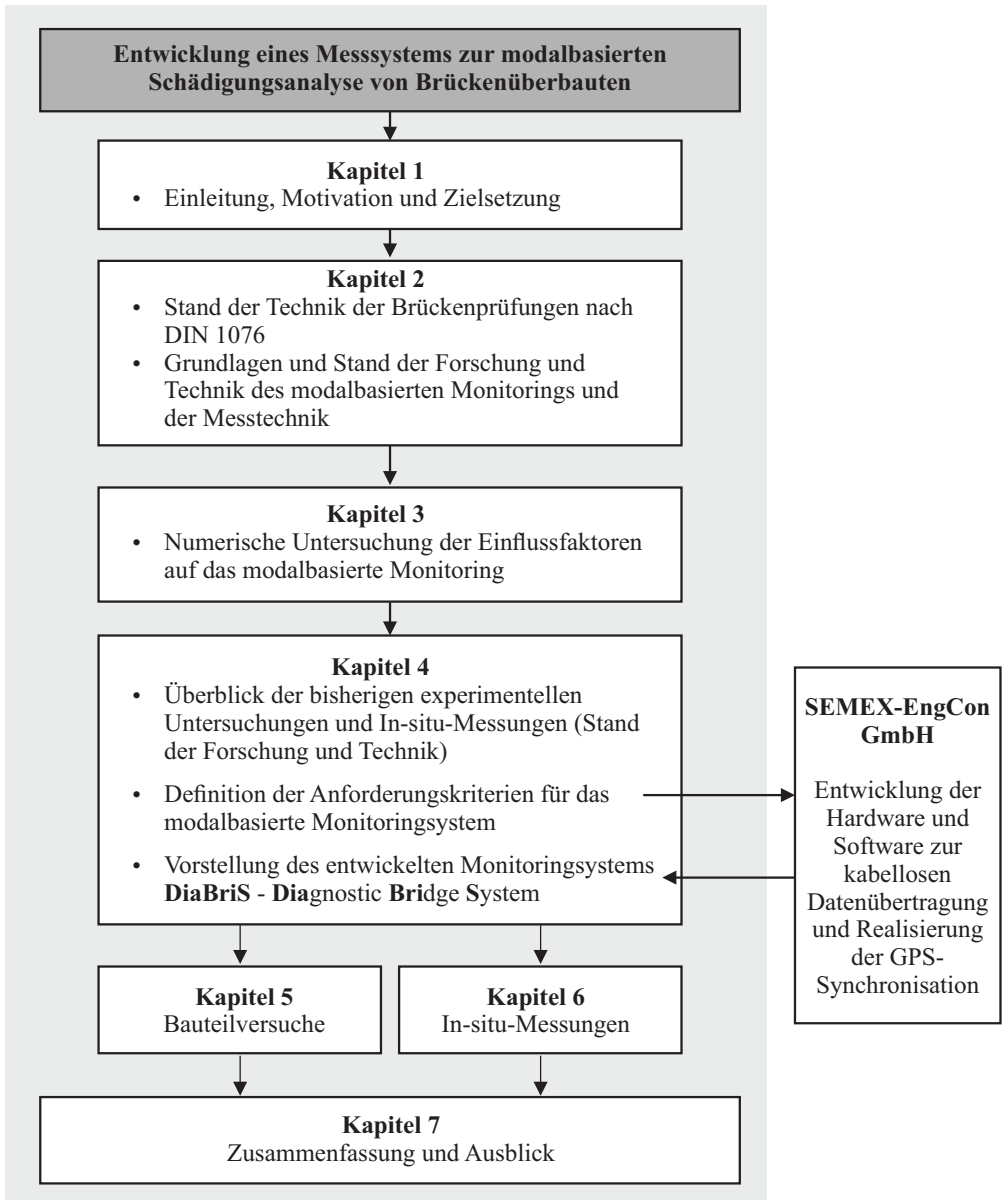 Entwicklung eines Messsystems zur modalbasierten
Schädigungsanalyse von Brückenüberbauten
Kapitel 1
• Einleitung, Motivation und Zielsetzung
Kapitel 2
• Stand der Technik der Brückenprüfungen nach
DIN 1076
• Grundlagen und Stand der Forschung und
Technik des modalbasierten Monitorings und
der Messtechnik
Kapitel 3
• Numerische Untersuchung der Einflussfaktoren
auf das modalbasierte Monitoring
Kapitel 4
• Überblick der bisherigen experimentellen
Untersuchungen und In-situ-Messungen (Stand
der Forschung und Technik)
• Definition der Anforderungskriterien für das
modalbasierte Monitoringsystem
• Vorstellung des entwickelten Monitoringsystems
DiaBriS - Diagnostic Bridge System
SEMEX-EngCon
GmbH
Entwicklung der
Hardware und
Software zur
kabellosen
Datenübertragung
und Realisierung
der GPS-
Synchronisation
Kapitel 5
Bauteilversuche
Kapitel 6
In-situ-Messungen
Kapitel 7
Zusammenfassung und Ausblick